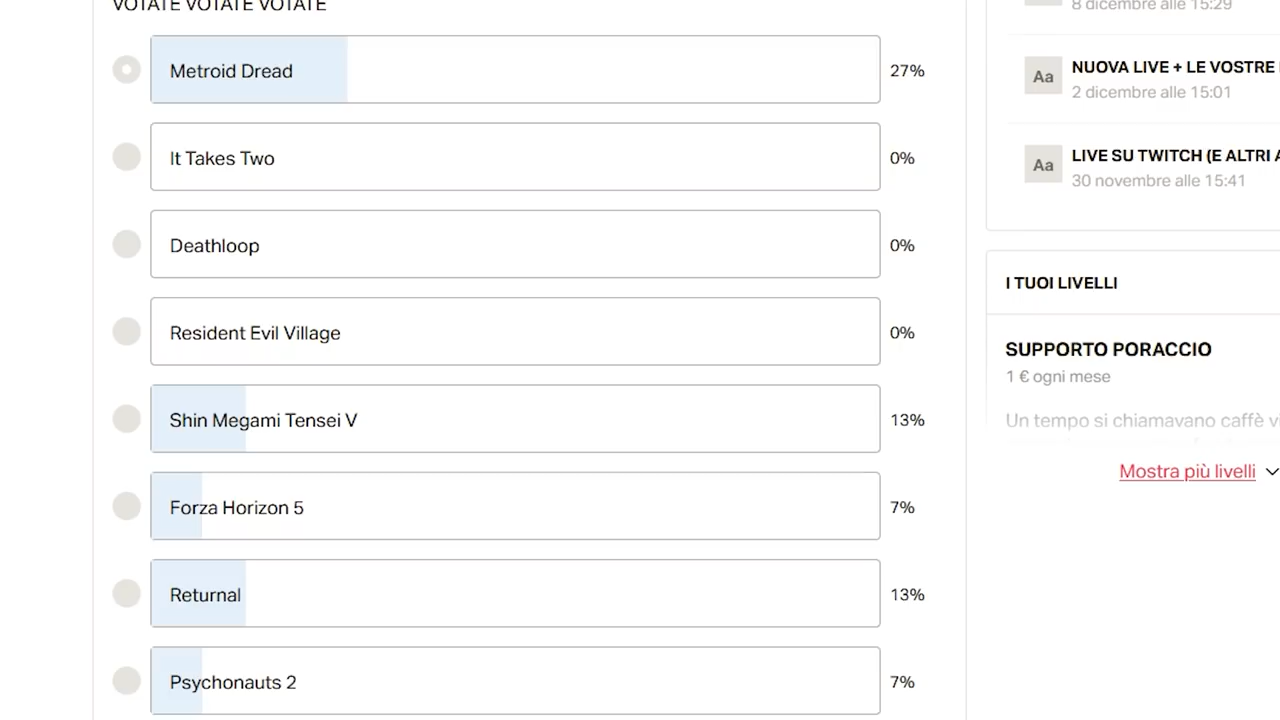 VOTATE VOTATE VOTATE
Metroid Dread
27%
It Takes Two
0%
Deathloop
0%
Resident Evil Village
0%
Shin Megami Tensei V
13%
Forza Horizon 5
7%
Returnal
13%
Psychonauts 2
7%
8 dicembre alle 15:29
Aa
NUOVA LIVE + LE VOSTRE
2 dicembre alle 15:01
Aa
LIVE SU TWITCH (E ALTRI A
30 novembre alle 15:41
I TUOI LIVELLI
SUPPORTO PORACCIO
1 € ogni mese
Un tempo si chiamavano caffè vi
Mostra più livelli